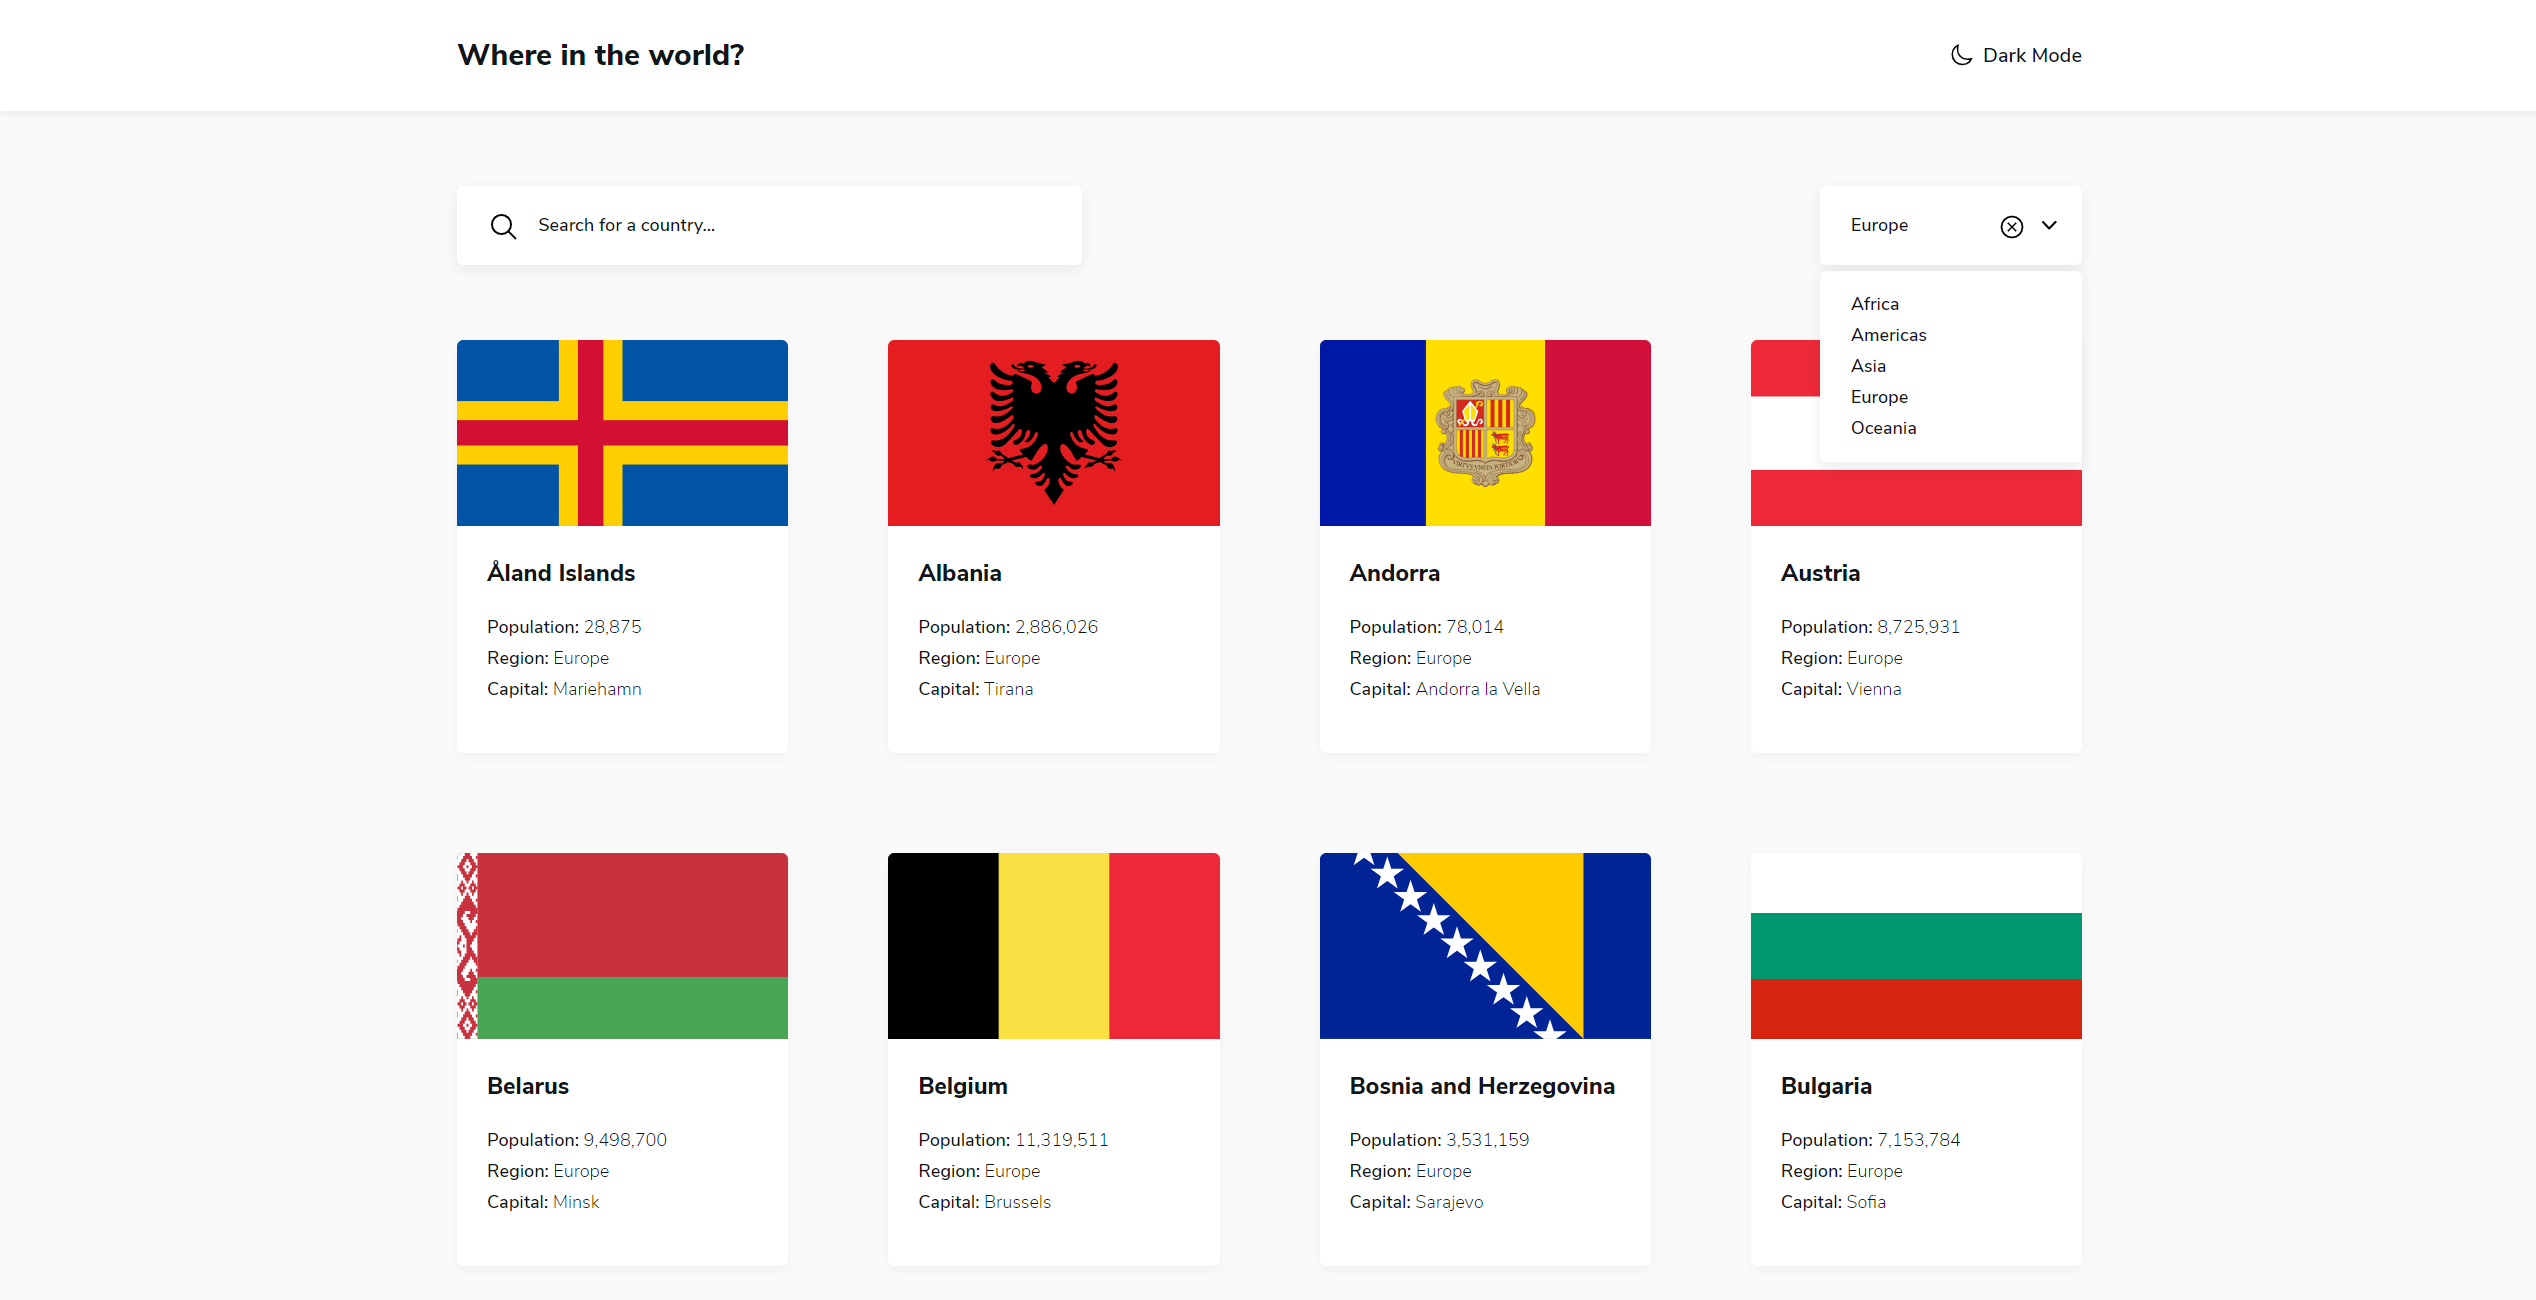 Where in the world?
Dark Mode
Search for a country...
Europe
Africa
Americas
Asia
Europe
Oceania
VIRTVS VNITA FORTIOR
Åland Islands
Population: 28,875
Region: Europe
Capital: Mariehamn
Albania
Population: 2,886,026
Region: Europe
Capital: Tirana
Andorra
Population: 78,014
Region: Europe
Capital: Andorra la Vella
Austria
Population: 8,725,931
Region: Europe
Capital: Vienna
Belarus
Population: 9,498,700
Region: Europe
Capital: Minsk
Belgium
Population: 11,319,511
Region: Europe
Capital: Brussels
Bosnia and Herzegovina
Population: 3,531,159
Region: Europe
Capital: Sarajevo
Bulgaria
Population: 7,153,784
Region: Europe
Capital: Sofia